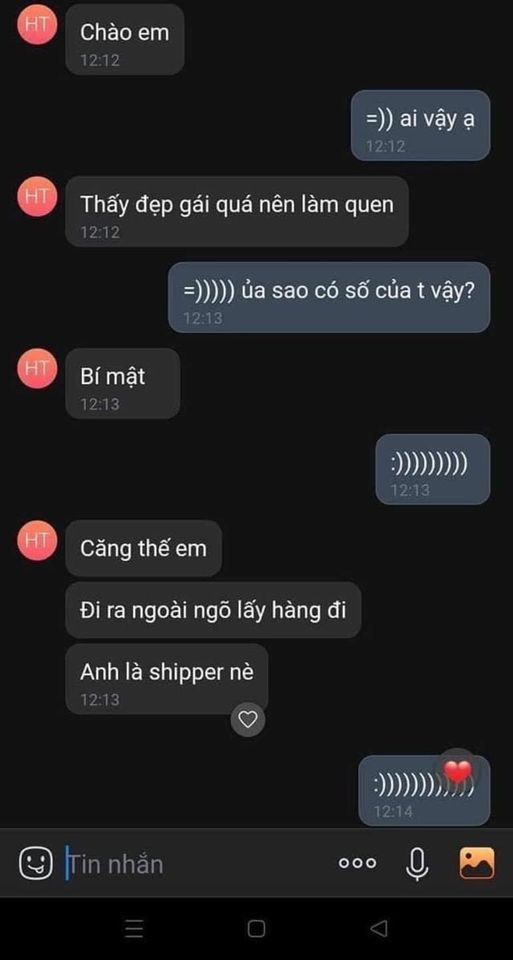 HT
Chào em
12:12
=)) ai vậy ạ
12:12
HT
Thấy đẹp gái quá nên làm quen
12:12
=))))) ủa sao có số của t vậy?
12:13
HT
Bí mật
12:13
:)))))))))
12:13
HT
Căng thế em
Đi ra ngoài ngõ lấy hàng đi
Anh là shipper nè
12:13
:))))))))))))
12:14
Tin nhắn